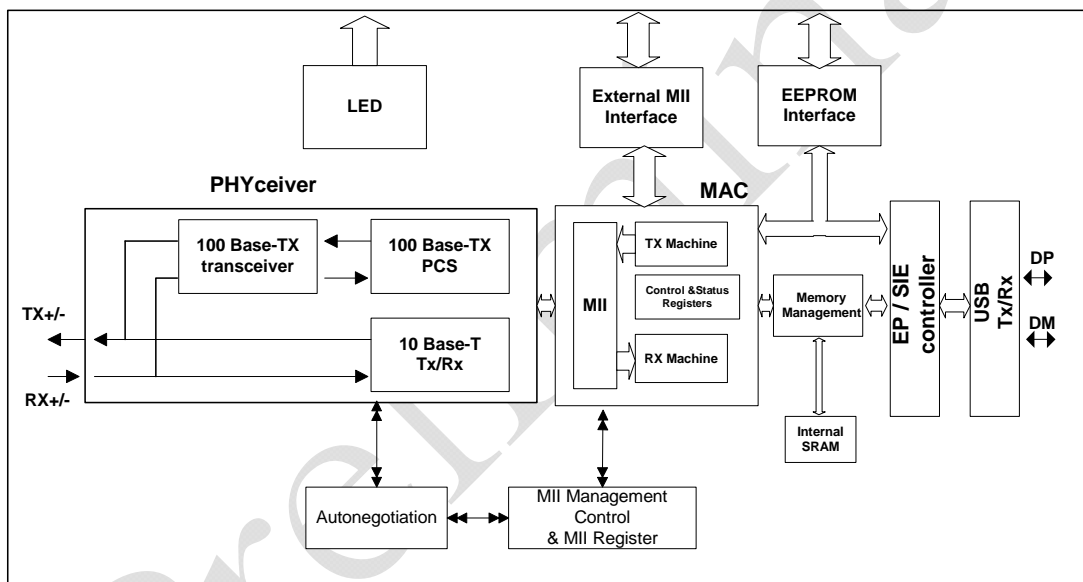 LED
External MII
Interface
EEPROM
Interface
PHYceiver
MAC
100 Base-TX
transceiver
100 Base-TX
PCS
10 Base-T
Tx/Rx
TX+/-
RX+/-
MII
TX Machine
Control &Status
Registers
RX Machine
Memory
Management
Internal
SRAM
EP / SIE
controller
USB
Tx/Rx
DP
DM
Autonegotiation
MII Management
Control
& MII Register